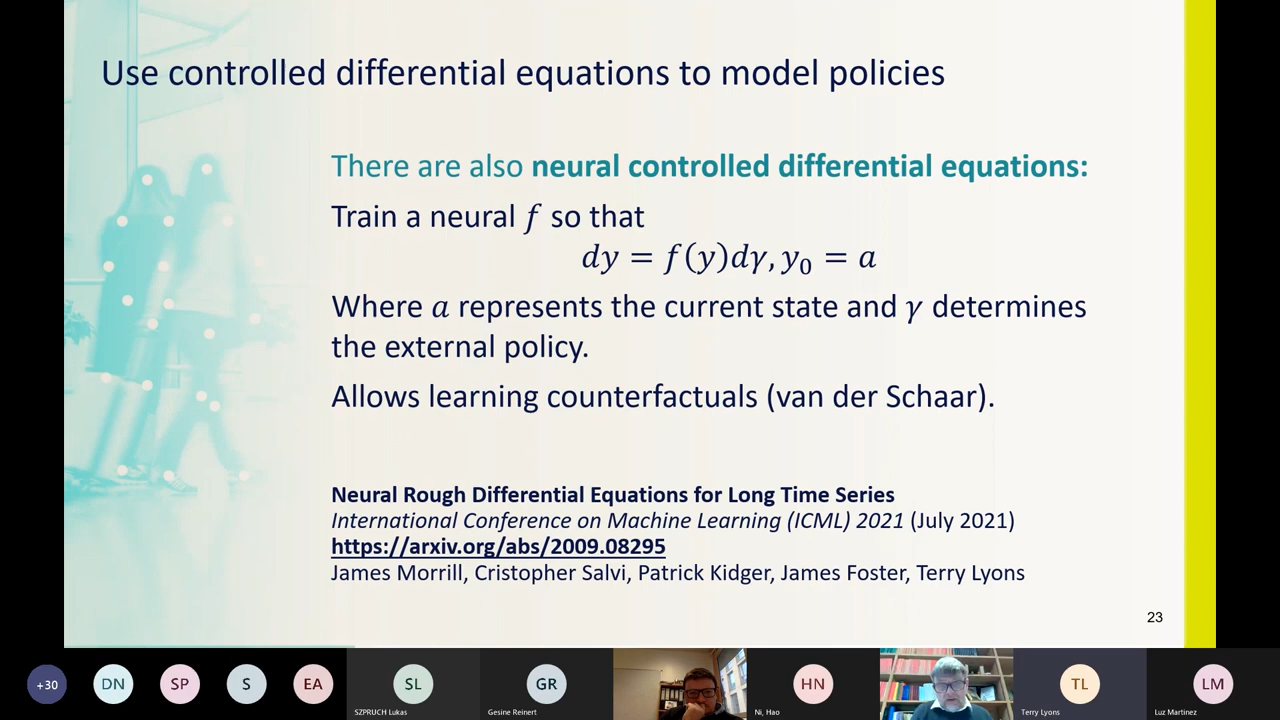 Use controlled differential equations to model policies
There are also neural controlled differential equations:
Train a neural f so that
dy = f(y)dγ, y₀ = a
Where a represents the current state and γ determines
the external policy.
Allows learning counterfactuals (van der Schaar).
Neural Rough Differential Equations for Long Time Series
International Conference on Machine Learning (ICML) 2021 (July 2021)
https://arxiv.org/abs/2009.08295
James Morrill, Cristopher Salvi, Patrick Kidger, James Foster, Terry Lyons
23
+30
DN
SP
S
EA
SL
GR
HN
TL
LM
SZPRUCH Lukas
Gesine Reinert
Ni, Hao
Terry Lyons
Luz Martinez